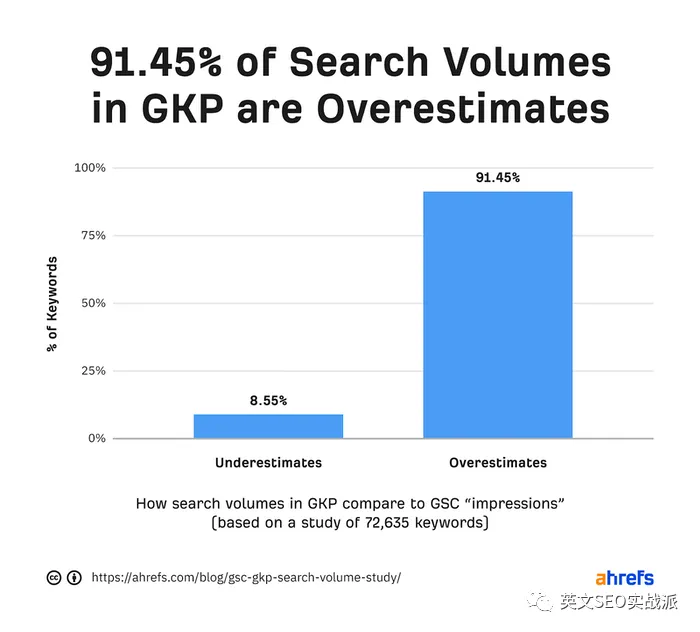 91.45% of Search Volumes
in GKP are Overestimates
% of Keywords
100%
75%
50%
25%
0%
8.55%
91.45%
Underestimates
Overestimates
How search volumes in GKP compare to GSC “impressions”
(based on a study of 72,635 keywords)
https://ahrefs.com/blog/gsc-gkp-search-volume-study/
ahrefs
英文SEO实战派